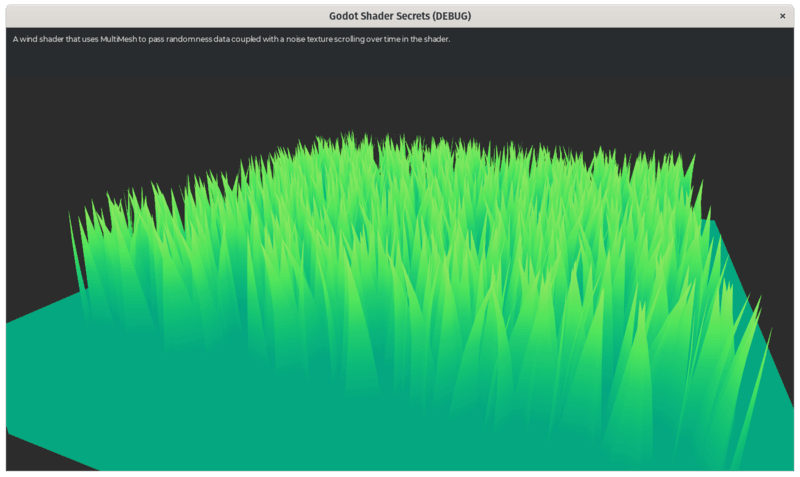 Godot Shader Secrets (DEBUG)
A wind shader that uses MultiMesh to pass randomness data coupled with a noise texture scrolling over time in the shader.